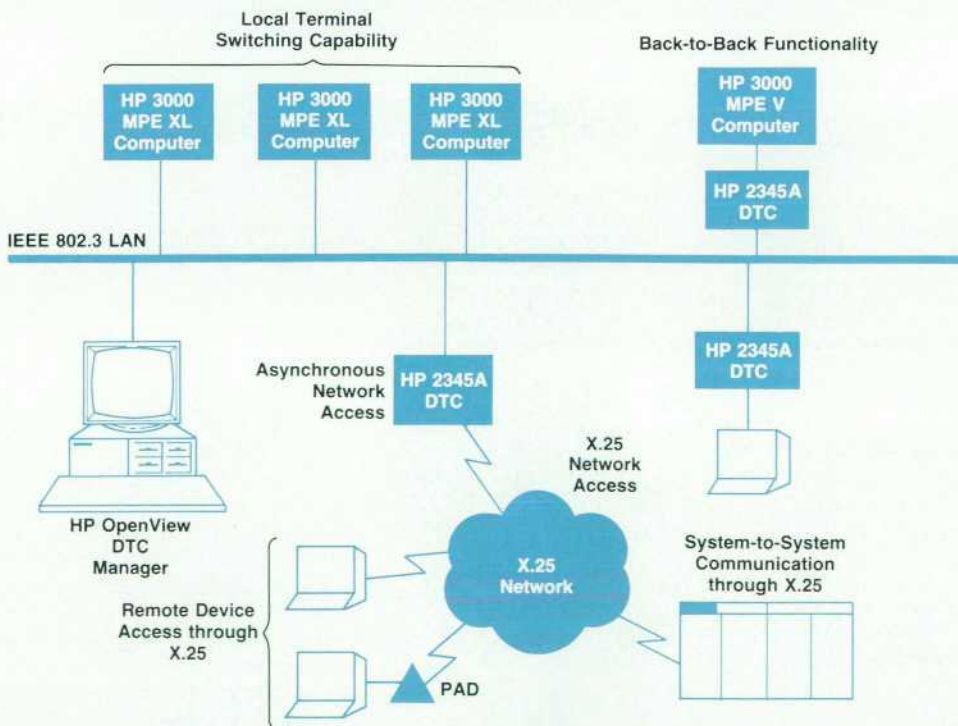 Local Terminal
Switching Capability
Back-to-Back Functionality
HP 3000
MPE XL
Computer
HP 3000
MPE XL
Computer
HP 3000
MPE XL
Computer
HP 3000
MPE V
Computer
HP 2345A
DTC
IEEE 802.3 LAN
Asynchronous
Network
Access
HP 2345A
DTC
HP 2345A
DTC
X.25
Network
Access
HP OpenView
DTC
Manager
X.25
Network
System-to-System
Communication
through X.25
Remote Device
Access through
X.25
PAD